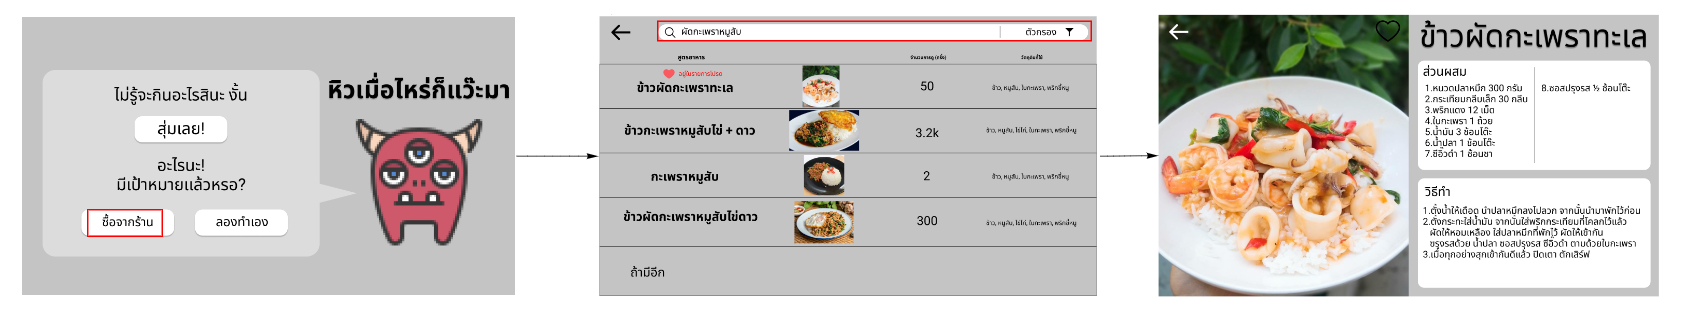 ไม่รู้จะกินอะไรสินะ งั้น
สุ่มเลย!
อะไรนะ!
มีเป้าหมายแล้วหรอ?
ซื้อจากร้าน
ลองทำเอง
หิวเมื่อไหร่ก็แว๊ะมา
ผัดกะเพราหมูสับ
ตัวกรอง
สูตรอาหาร
จำนวนการดู (ครั้ง)
วัตถุดิบที่ใช้
อยู่ในรายการโปรด
ข้าวผัดกะเพราทะเล
50
ข้าว, หมูสับ, ใบกะเพรา, พริกขี้หนู
ข้าวกะเพราหมูสับไข่ + ดาว
3.2k
ข้าว, หมูสับ, ไข่ไก่, ใบกะเพรา, พริกขี้หนู
กะเพราหมูสับ
2
ข้าว, หมูสับ, ใบกะเพรา, พริกขี้หนู
ข้าวผัดกะเพราหมูสับไข่ดาว
300
ข้าว, หมูสับ, ไข่ไก่, ใบกะเพรา, พริกขี้หนู
ถ้ามีอีก
ข้าวผัดกะเพราทะเล
ส่วนผสม
1.หนวดปลาหมึก 300 กรัม
2.กระเทียมกลีบเล็ก 30 กลีบ
3.พริกแดง 12 เม็ด
4.ใบกะเพรา 1 ถ้วย
5.น้ำมัน 3 ช้อนโต๊ะ
6.น้ำปลา 1 ช้อนโต๊ะ
7.ซีอิ๊วดำ 1 ช้อนชา
8.ซอสปรุงรส ½ ช้อนโต๊ะ
วิธีทำ
1.ตั้งน้ำให้เดือด นำปลาหมึกลงไปลวก จากนั้นนำมาพักไว้ก่อน
2.ตั้งกระทะใส่น้ำมัน จากนั้นใส่พริกกระเทียมที่โคลกไว้แล้ว
ผัดให้หอมเหลือง ใส่ปลาหมึกที่พักไว้ ผัดให้เข้ากัน
ปรุงรสด้วย น้ำปลา ซอสปรุงรส ซีอิ๊วดำ ตามด้วยใบกะเพรา
3.เมื่อทุกอย่างสุกเข้ากันดีแล้ว ปิดเตา ตักเสิร์ฟ